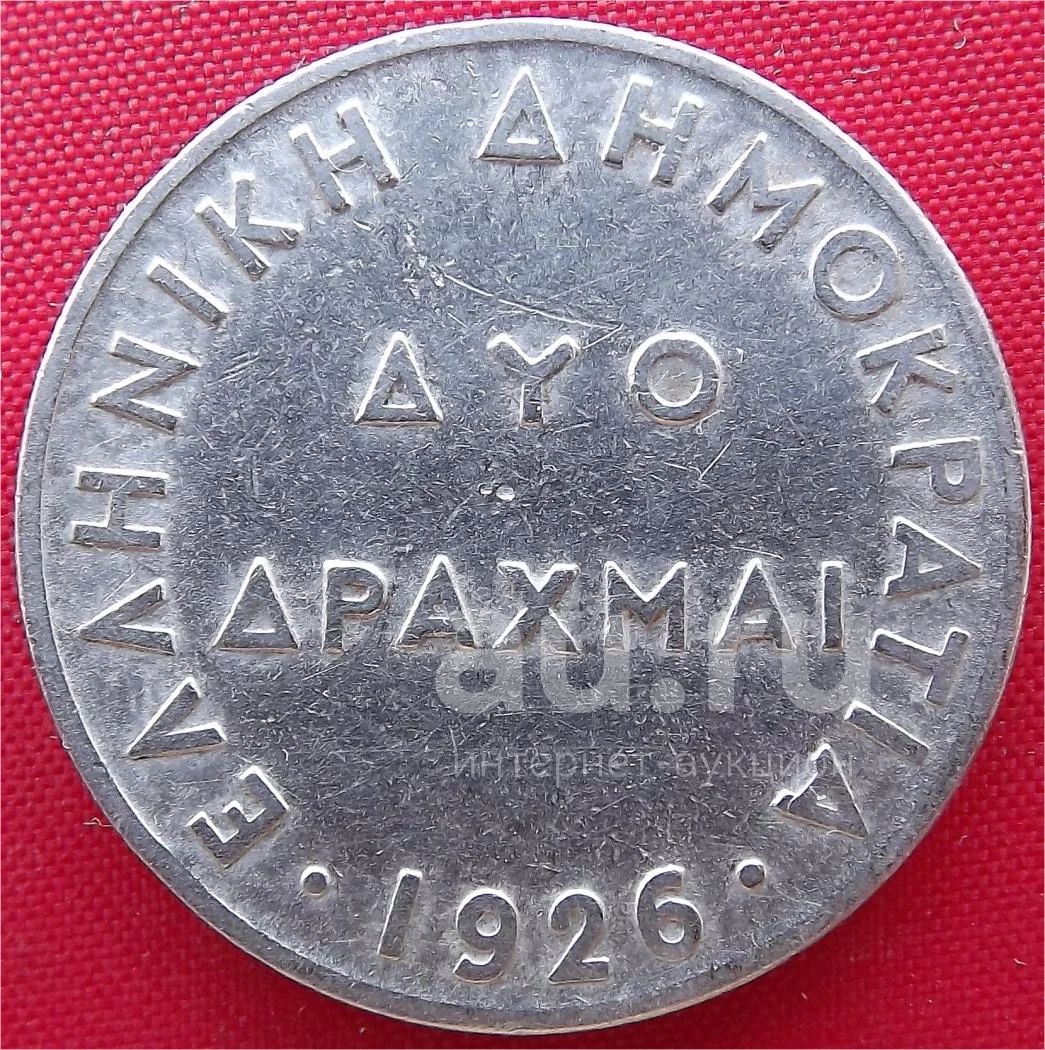 ΕΛΛΗΝΙΚΗ ΔΗΜΟΚΡΑΤΙΑ
ΔΥΟ
ΔΡΑΧΜΑΙ
au.ru
интернет-аукцион
· 1926 ·